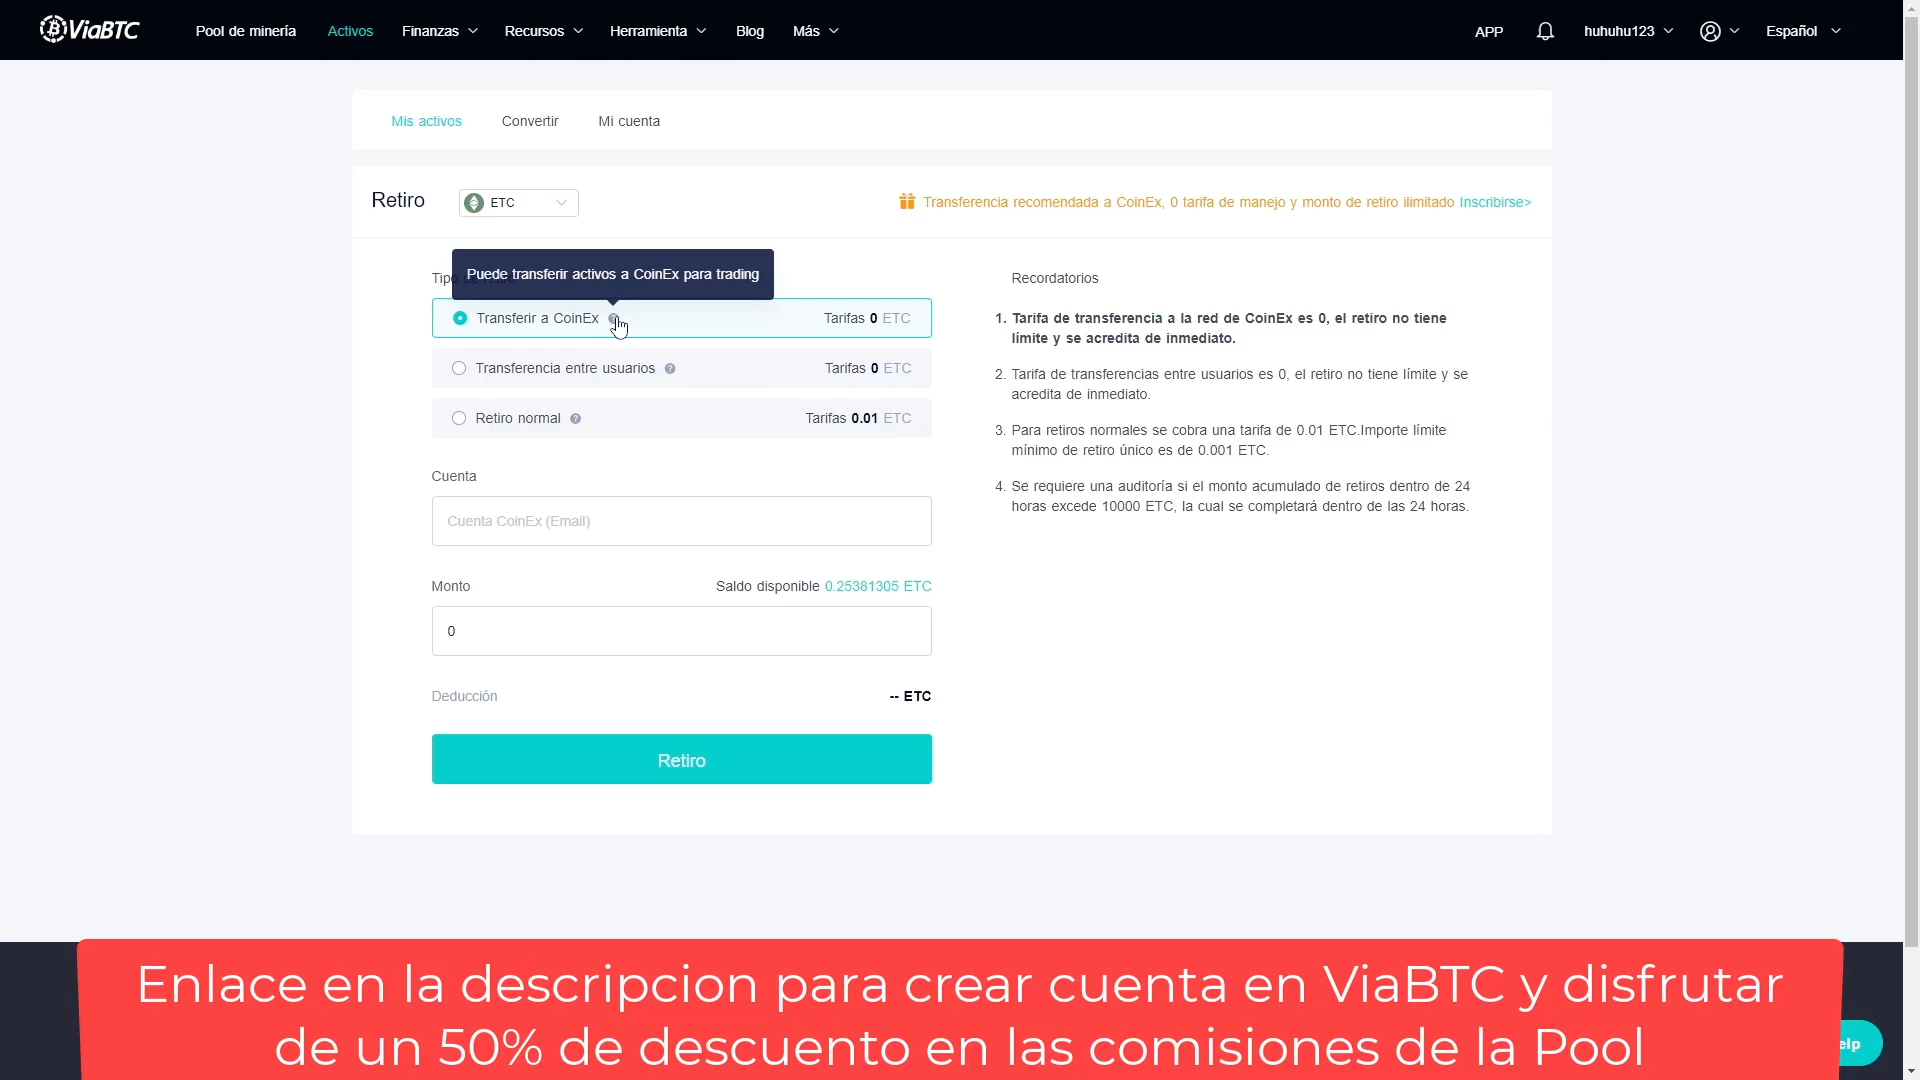 ViaBTC
Pool de minería Activos Finanzas Recursos Herramienta Blog Más APP huhuhu123 Español
Mis activos Convertir Mi cuenta
Retiro ETC Transferencia recomendada a CoinEx, 0 tarifa de manejo y monto de retiro ilimitado Inscribirse>
Puede transferir activos a CoinEx para trading
Transferir a CoinEx Tarifas 0 ETC
Transferencia entre usuarios Tarifas 0 ETC
Retiro normal Tarifas 0.01 ETC
Cuenta
Cuenta CoinEx (Email)
Monto Saldo disponible 0.25381305 ETC
0
Deducción -- ETC
Retiro
Recordatorios
1. Tarifa de transferencia a la red de CoinEx es 0, el retiro no tiene
límite y se acredita de inmediato.
2. Tarifa de transferencias entre usuarios es 0, el retiro no tiene límite y se
acredita de inmediato.
3. Para retiros normales se cobra una tarifa de 0.01 ETC.Importe límite
mínimo de retiro único es de 0.001 ETC.
4. Se requiere una auditoría si el monto acumulado de retiros dentro de 24
horas excede 10000 ETC, la cual se completará dentro de las 24 horas.
Enlace en la descripcion para crear cuenta en ViaBTC y disfrutar
de un 50% de descuento en las comisiones de la Pool